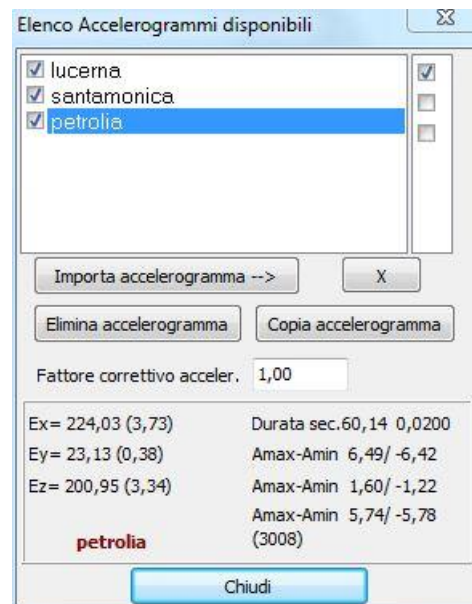 Elenco Accelerogrammi disponibili
lucerna
santamonica
petrolia
Importa accelerogramma --> X
Elimina accelerogramma Copia accelerogramma
Fattore correttivo acceler. 1,00
Ex= 224,03 (3,73) Durata sec.60,14 0,0200
Ey= 23,13 (0,38) Amax-Amin 6,49/ -6,42
Ez= 200,95 (3,34) Amax-Amin 1,60/ -1,22
Amax-Amin 5,74/ -5,78
petrolia (3008)
Chiudi